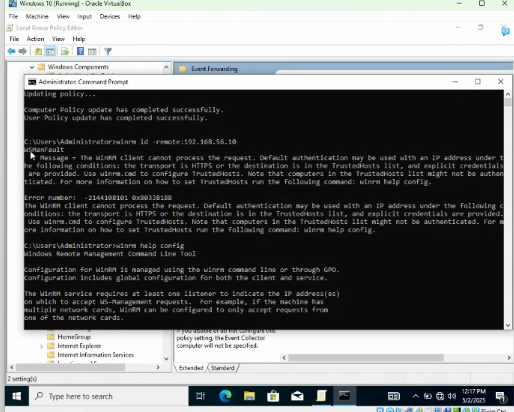 Windows 10 [Running] - Oracle VirtualBox
File Machine View Input Devices Help
Local Group Policy Editor
File Action View Help
Windows Components
Event Forwarding
Administrator: Command Prompt
Updating policy...
Computer Policy update has completed successfully.
User Policy update has completed successfully.
C:\Users\Administrator>winrm id -remote:192.168.56.10
WSManFault
Message = The WinRM client cannot process the request. Default authentication may be used with an IP address under t
he following conditions: the transport is HTTPS or the destination is in the TrustedHosts list, and explicit credentials
are provided. Use winrm.cmd to configure TrustedHosts. Note that computers in the TrustedHosts list might not be authen
ticated. For more information on how to set TrustedHosts run the following command: winrm help config.
Error number: -2144108101 0x803381
The WinRM client cannot process the request. Default authentication may be used with an IP address under the following c
onditions: the transport is HTTPS or the destination is in the TrustedHosts list, and explicit credentials are provided.
Use winrm.cmd to configure TrustedHosts. Note that computers in the TrustedHosts list might not be authenticated. For m
ore information on how to set TrustedHosts run the following command: winrm help config.
C:\Users\Administrator>winrm help config
Windows Remote Management Command Line Tool
Configuration for WinRM is managed using the winrm command line or through GPO.
Configuration includes global configuration for both the client and service.
The WinRM service requires at least one listener to indicate the IP address(es)
on which to accept WS-Management requests. For example, if the machine has
multiple network cards, WinRM can be configured to only accept requests from
one of the network cards.
HomeGroup
Internet Explorer
Internet Information Services
If you disable or do not configure this
policy setting, the Event Collector
computer will not be specified.
Extended Standard
2 setting(s)
Type here to search
12:17 PM
5/2/2025
Right Ctrl